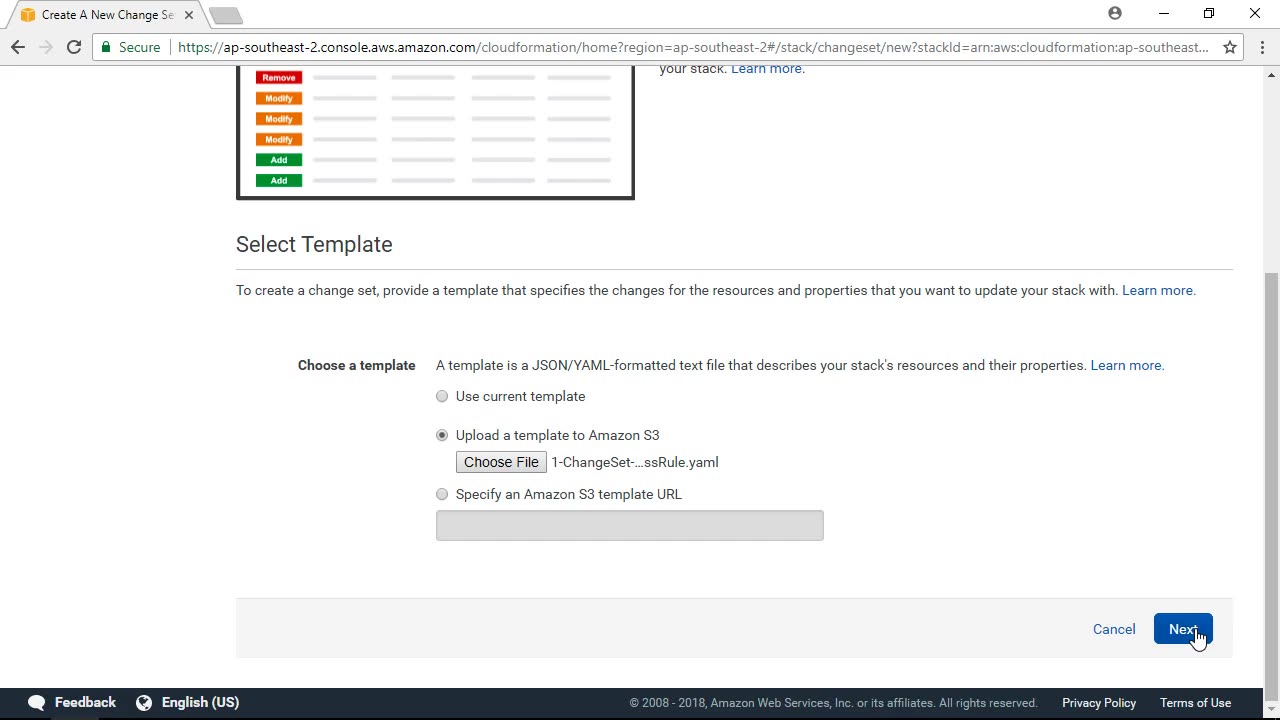 Create A New Change Se
Secure
https://ap-southeast-2.console.aws.amazon.com/cloudformation/home?region=ap-southeast-2#/stack/changeset/new?stackId=arn:aws:cloudformation:ap-southeast...
Remove
your stack. Learn more.
Modify
Modify
Modify
Add
Add
Select Template
To create a change set, provide a template that specifies the changes for the resources and properties that you want to update your stack with. Learn more.
Choose a template
A template is a JSON/YAML-formatted text file that describes your stack's resources and their properties. Learn more.
Use current template
Upload a template to Amazon S3
Choose File 1-ChangeSet-...ssRule.yaml
Specify an Amazon S3 template URL
Cancel
Next
Feedback
English (US)
© 2008 - 2018, Amazon Web Services, Inc. or its affiliates. All rights reserved.
Privacy Policy
Terms of Use